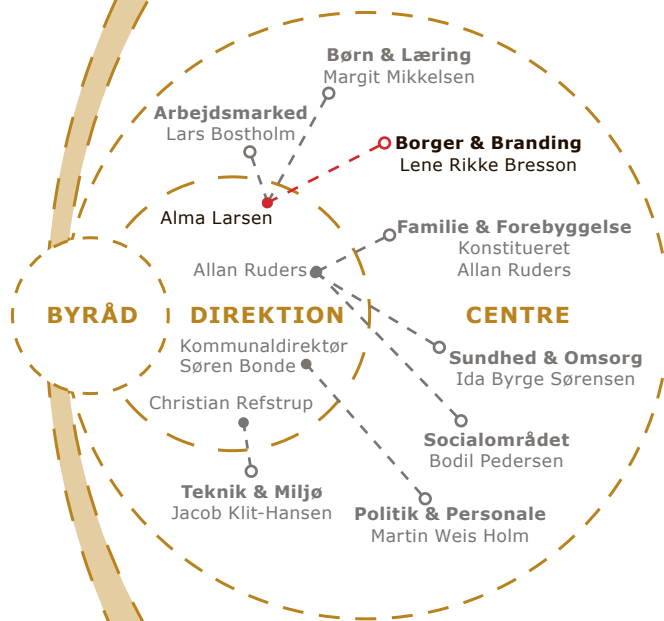 Børn & Læring
Margit Mikkelsen
Arbejdsmarked
Lars Bostholm
Borger & Branding
Lene Rikke Bresson
Alma Larsen
Familie & Forebyggelse
Konstitueret
Allan Ruders
Allan Ruders
BYRÅD
DIREKTION
CENTRE
Kommunaldirektør
Søren Bonde
Sundhed & Omsorg
Ida Byrge Sørensen
Christian Refstrup
Socialområdet
Bodil Pedersen
Teknik & Miljø
Jacob Klit-Hansen
Politik & Personale
Martin Weis Holm